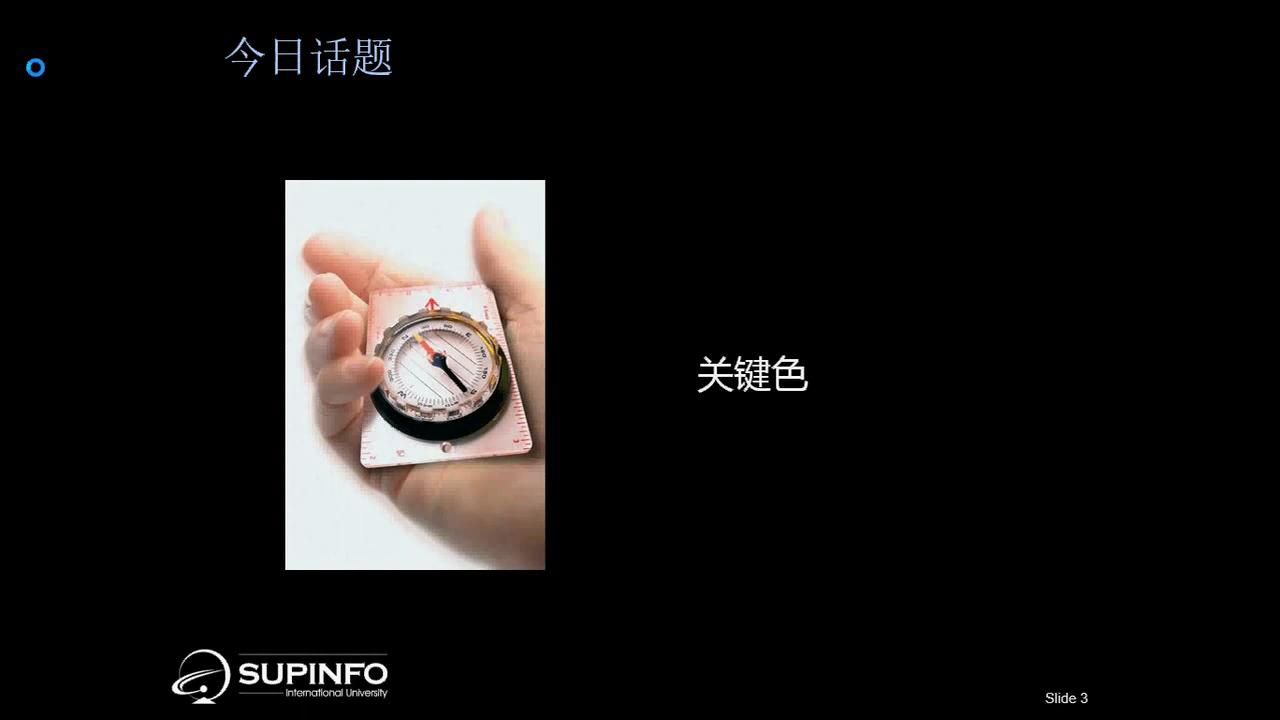 今日话题
关键色
SUPINFO
International University
Slide 3